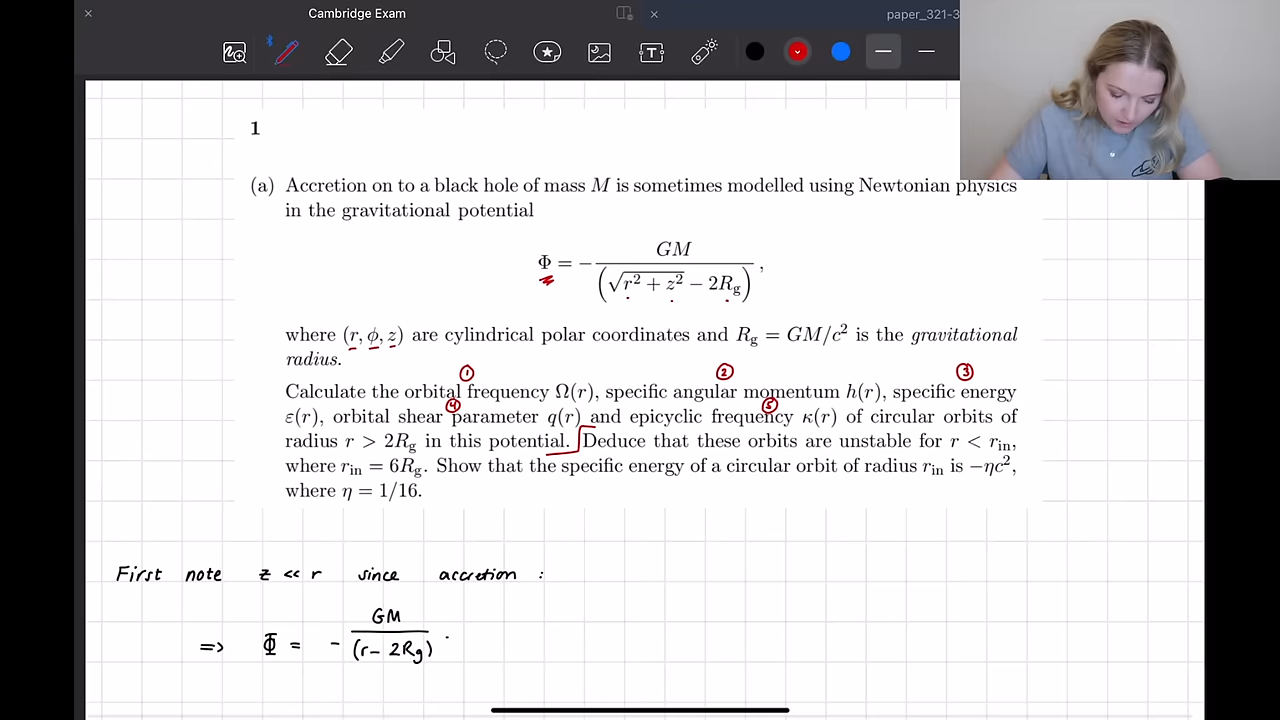 Cambridge Exam
paper_321-3
1
(a) Accretion on to a black hole of mass M is sometimes modelled using Newtonian physics
in the gravitational potential
Φ = − GM / (√(r² + z²) − 2R_g) ,
where (r, ϕ, z) are cylindrical polar coordinates and R_g = GM/c² is the gravitational
radius.
① ② ③
Calculate the orbital frequency Ω(r), specific angular momentum h(r), specific energy
④ ⑤
ε(r), orbital shear parameter q(r) and epicyclic frequency κ(r) of circular orbits of
radius r > 2R_g in this potential. Deduce that these orbits are unstable for r < r_in,
where r_in = 6R_g. Show that the specific energy of a circular orbit of radius r_in is −ηc²,
where η = 1/16.
First note z << r since accretion :
=> Φ = − GM / (r − 2Rg) .